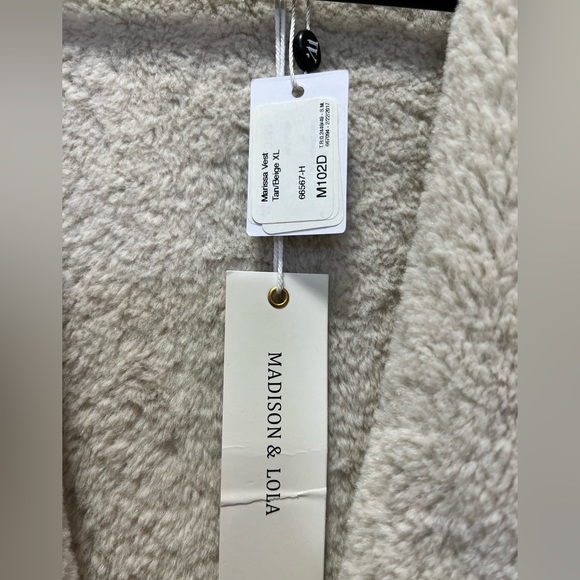 Marissa Vest
Tan/Beige XL
66567-H
M102D
MADISON & LOLA